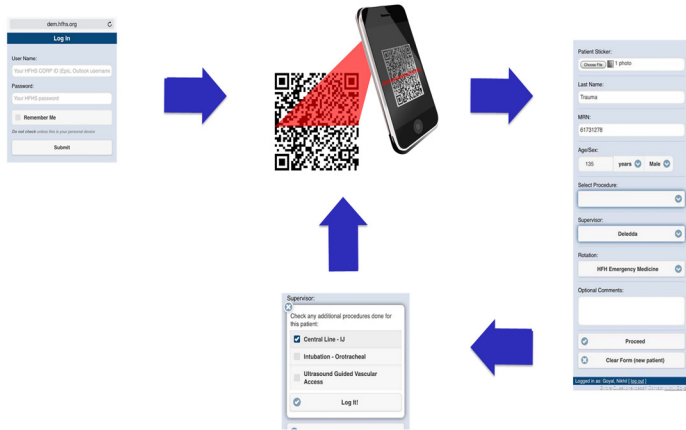 dem.hfhs.org
Log In
User Name:
Your HFHS CORP ID (Epic, Outlook username
Password:
Your HFHS password
Remember Me
Do not check unless this is your personal device
Submit
Patient Sticker:
Choose File 1 photo
Last Name:
Trauma
MRN:
61731278
Age/Sex:
135 years Male
Select Procedure:
Supervisor:
Deledda
Rotation:
HFH Emergency Medicine
Optional Comments:
Proceed
Clear Form (new patient)
Logged in as: Goyal, Nikhil [ log out ]
Supervisor:
Check any additional procedures done for
this patient:
Central Line - IJ
Intubation - Orotracheal
Ultrasound Guided Vascular
Access
Log It!